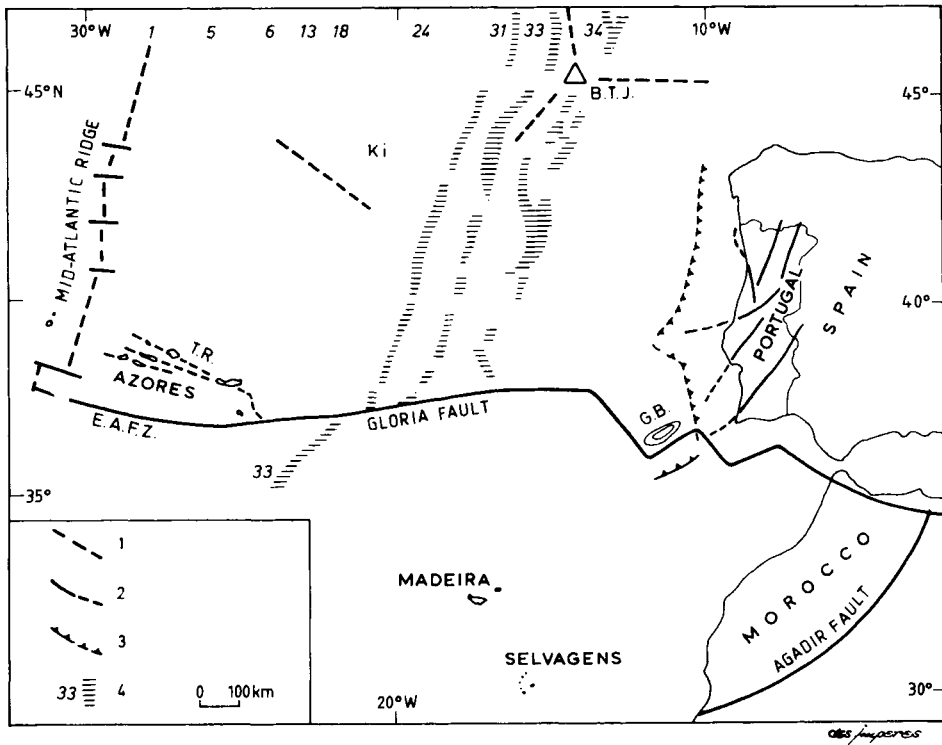 30°W 1 5 6 13 18 24 31 33 34 10°W
45°N
45°
B.T.J.
Ki
MID-ATLANTIC RIDGE
40°
PORTUGAL
SPAIN
T.R.
AZORES
E.A.F.Z.
GLORIA FAULT
G.B.
33
35°
MOROCCO
AGADIR FAULT
MADEIRA
SELVAGENS
1
2
3
33 4
0 100 km
20°W
30°